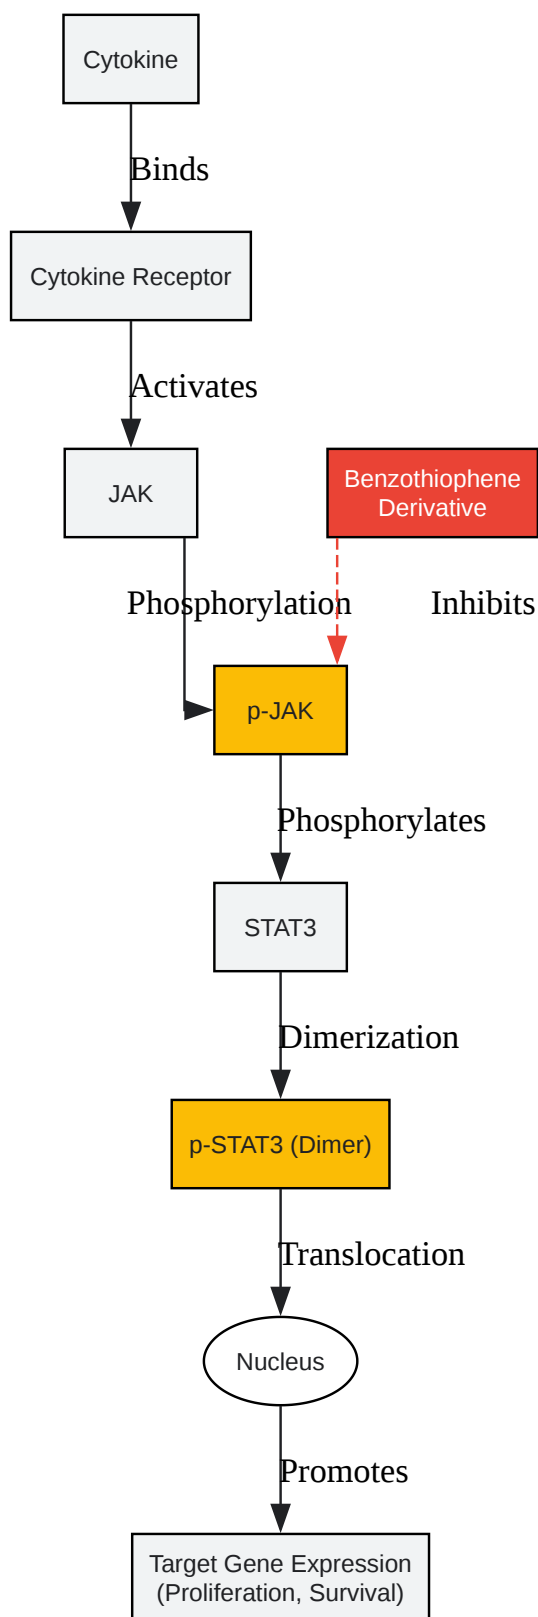 Cytokine
Binds
Cytokine Receptor
Activates
JAK
Benzothiophene
Derivative
Phosphorylation
Inhibits
p-JAK
Phosphorylates
STAT3
Dimerization
p-STAT3 (Dimer)
Translocation
Nucleus
Promotes
Target Gene Expression
(Proliferation, Survival)